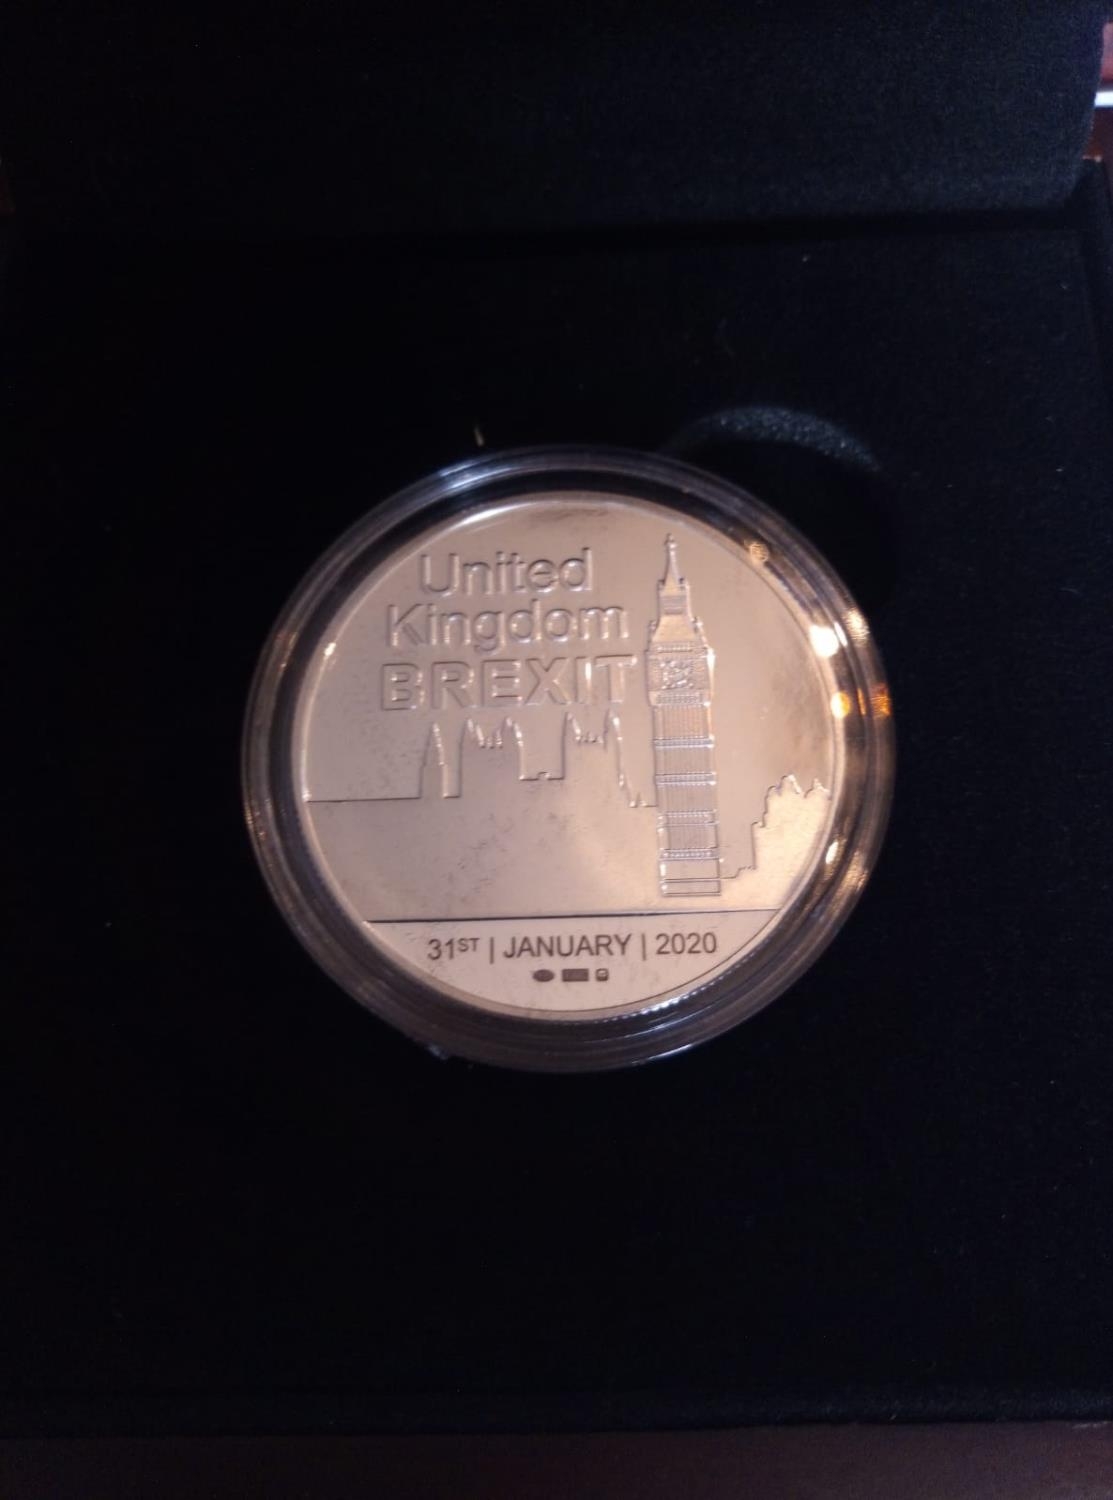 United
Kingdom
BREXIT
31ST | JANUARY | 2020